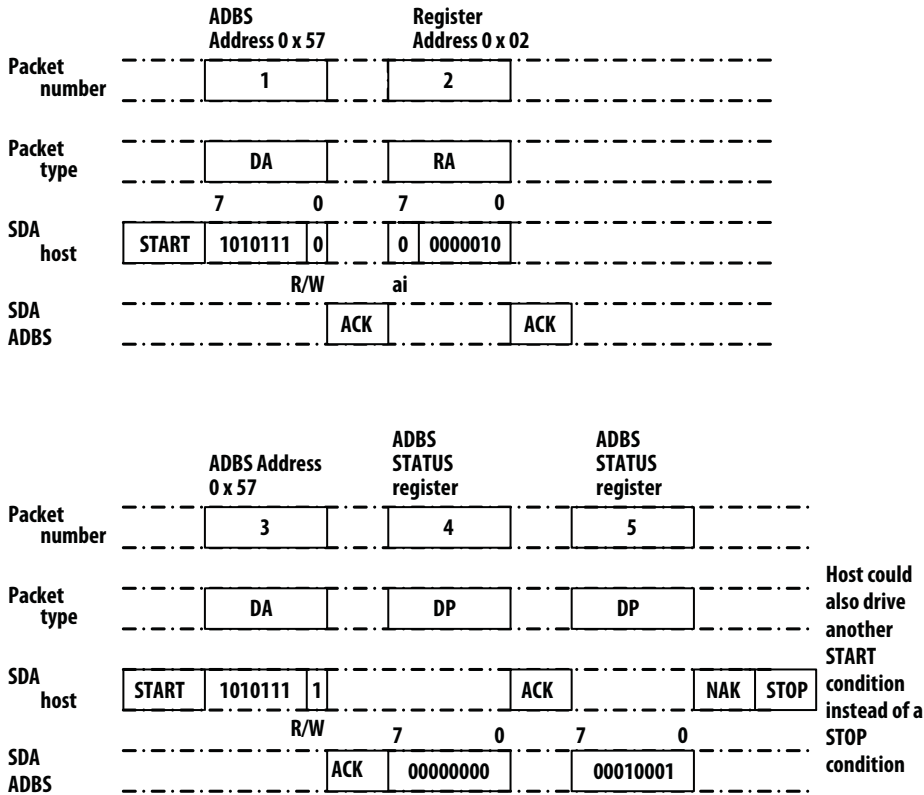 ADBS
Address 0 x 57
Register
Address 0 x 02
Packet
number
1
2
Packet
type
DA
RA
7
0
7
0
SDA
host
START
1010111
0
0
0000010
R/W
ai
SDA
ADBS
ACK
ACK
ADBS Address
0 x 57
ADBS
STATUS
register
ADBS
STATUS
register
Packet
number
3
4
5
Packet
type
DA
DP
DP
SDA
host
START
1010111
1
ACK
NAK
STOP
R/W
7
0
7
0
SDA
ADBS
ACK
00000000
00010001
Host could
also drive
another
START
condition
instead of a
STOP
condition